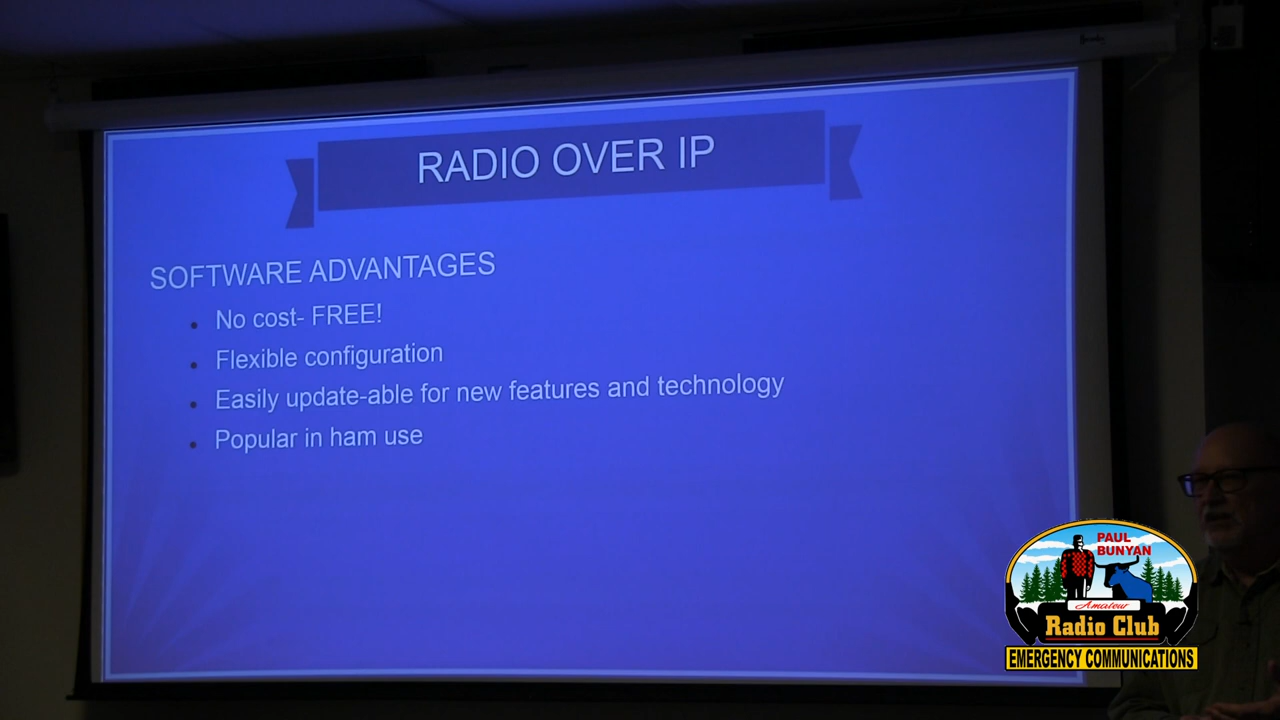 RADIO OVER IP
SOFTWARE ADVANTAGES
No cost- FREE!
Flexible configuration
Easily update-able for new features and technology
Popular in ham use
PAUL
BUNYAN
Amateur
Radio Club
EMERGENCY COMMUNICATIONS